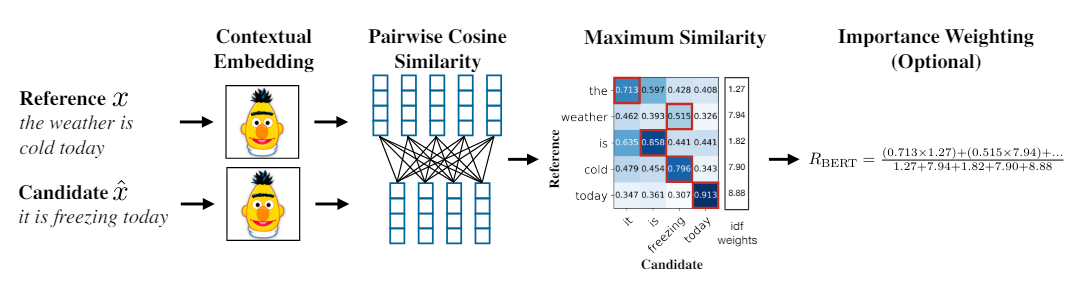 Contextual
Embedding
Pairwise Cosine
Similarity
Maximum Similarity
Importance Weighting
(Optional)
Reference x
the weather is
cold today
Candidate x̂
it is freezing today
Reference
the 0.713 0.597 0.428 0.408 1.27
weather 0.462 0.393 0.515 0.326 7.94
is 0.635 0.858 0.441 0.441 1.82
cold 0.479 0.454 0.796 0.343 7.90
today 0.347 0.361 0.307 0.913 8.88
it is freezing today
idf
weights
Candidate
R_BERT = (0.713×1.27)+(0.515×7.94)+... / 1.27+7.94+1.82+7.90+8.88